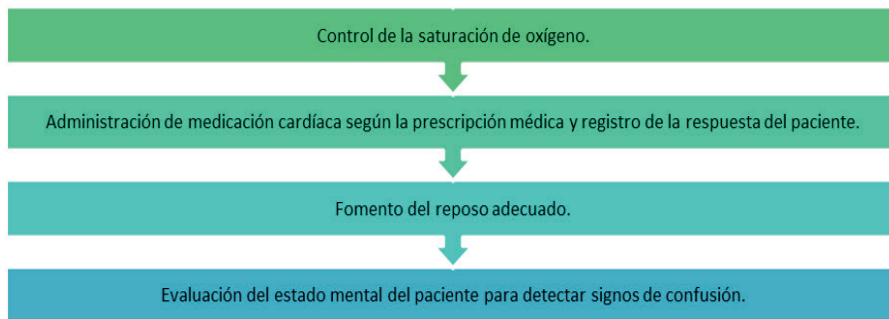 Control de la saturación de oxígeno.
Administración de medicación cardíaca según la prescripción médica y registro de la respuesta del paciente.
Fomento del reposo adecuado.
Evaluación del estado mental del paciente para detectar signos de confusión.